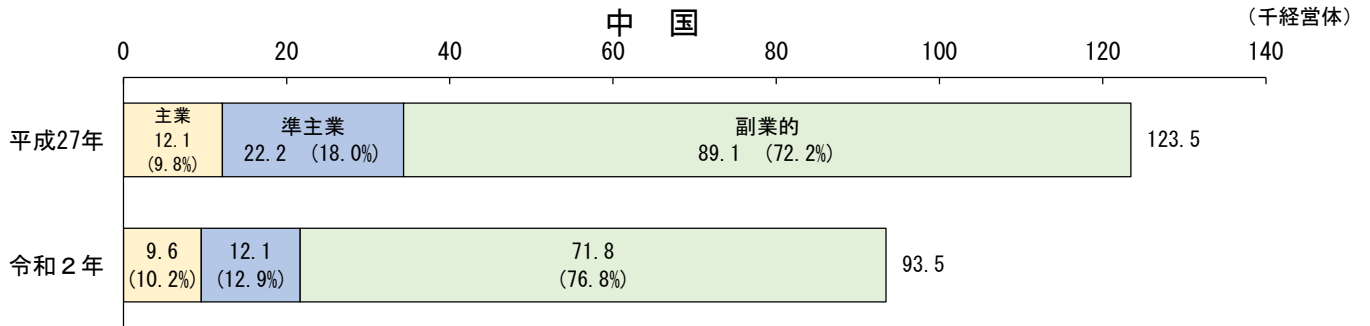 中 国
（千経営体）
0 20 40 60 80 100 120 140
平成27年
主業
12.1
(9.8%)
準主業
22.2 (18.0%)
副業的
89.1 (72.2%)
123.5
令和２年
9.6
(10.2%)
12.1
(12.9%)
71.8
(76.8%)
93.5